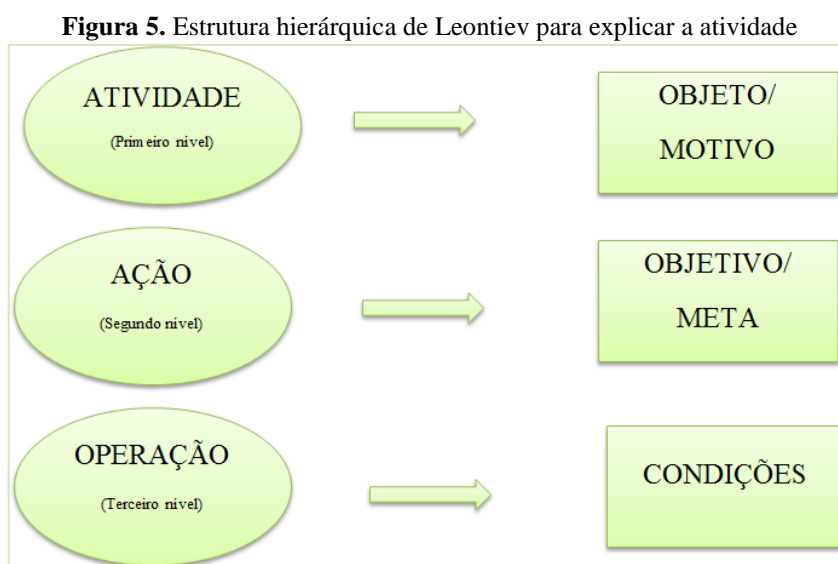 Figura 5. Estrutura hierárquica de Leontiev para explicar a atividade
ATIVIDADE
(Primeiro nível)
OBJETO/
MOTIVO
AÇÃO
(Segundo nível)
OBJETIVO/
META
OPERAÇÃO
(Terceiro nível)
CONDIÇÕES